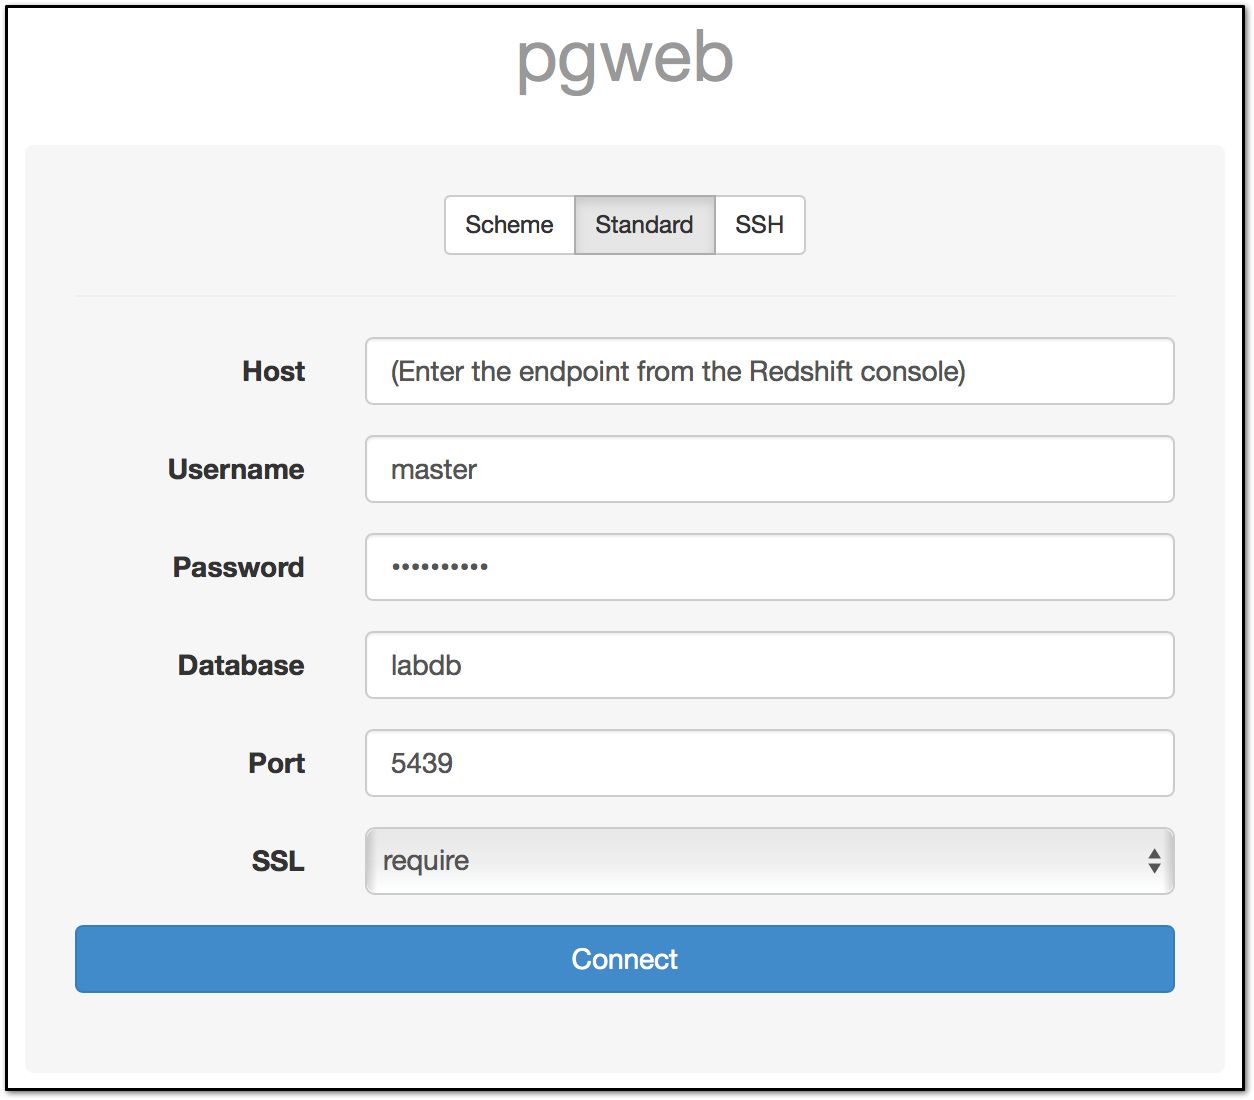 pgweb
Scheme Standard SSH
Host (Enter the endpoint from the Redshift console)
Username master
Password ••••••••••
Database labdb
Port 5439
SSL require
Connect